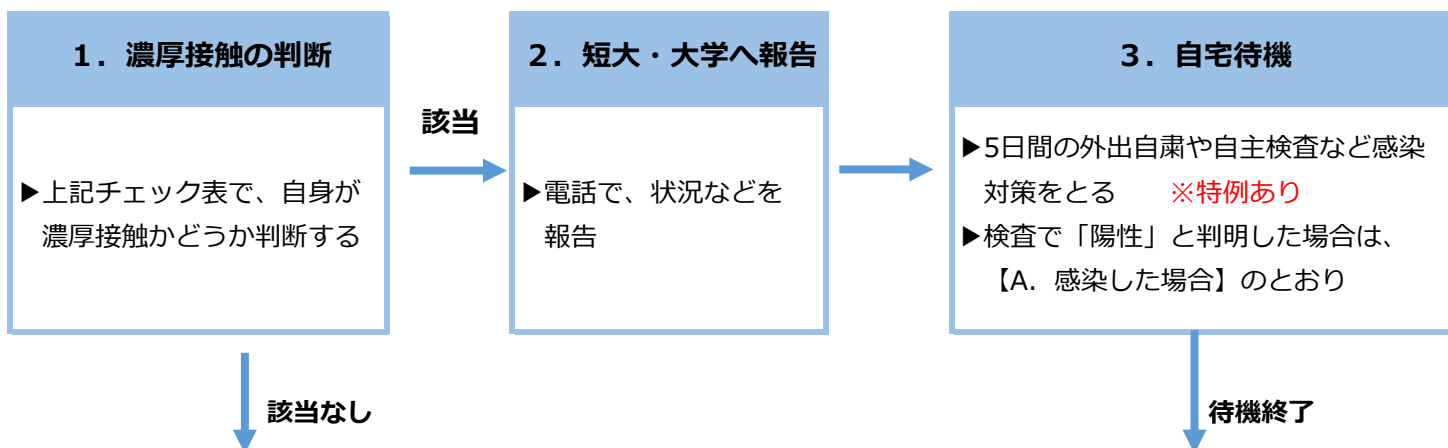 1．濃厚接触の判断
▶上記チェック表で、自身が
濃厚接触かどうか判断する
該当
2．短大・大学へ報告
▶電話で、状況などを
報告
3．自宅待機
▶5日間の外出自粛や自主検査など感染
対策をとる　※特例あり
▶検査で「陽性」と判明した場合は、
【A．感染した場合】のとおり
該当なし
待機終了